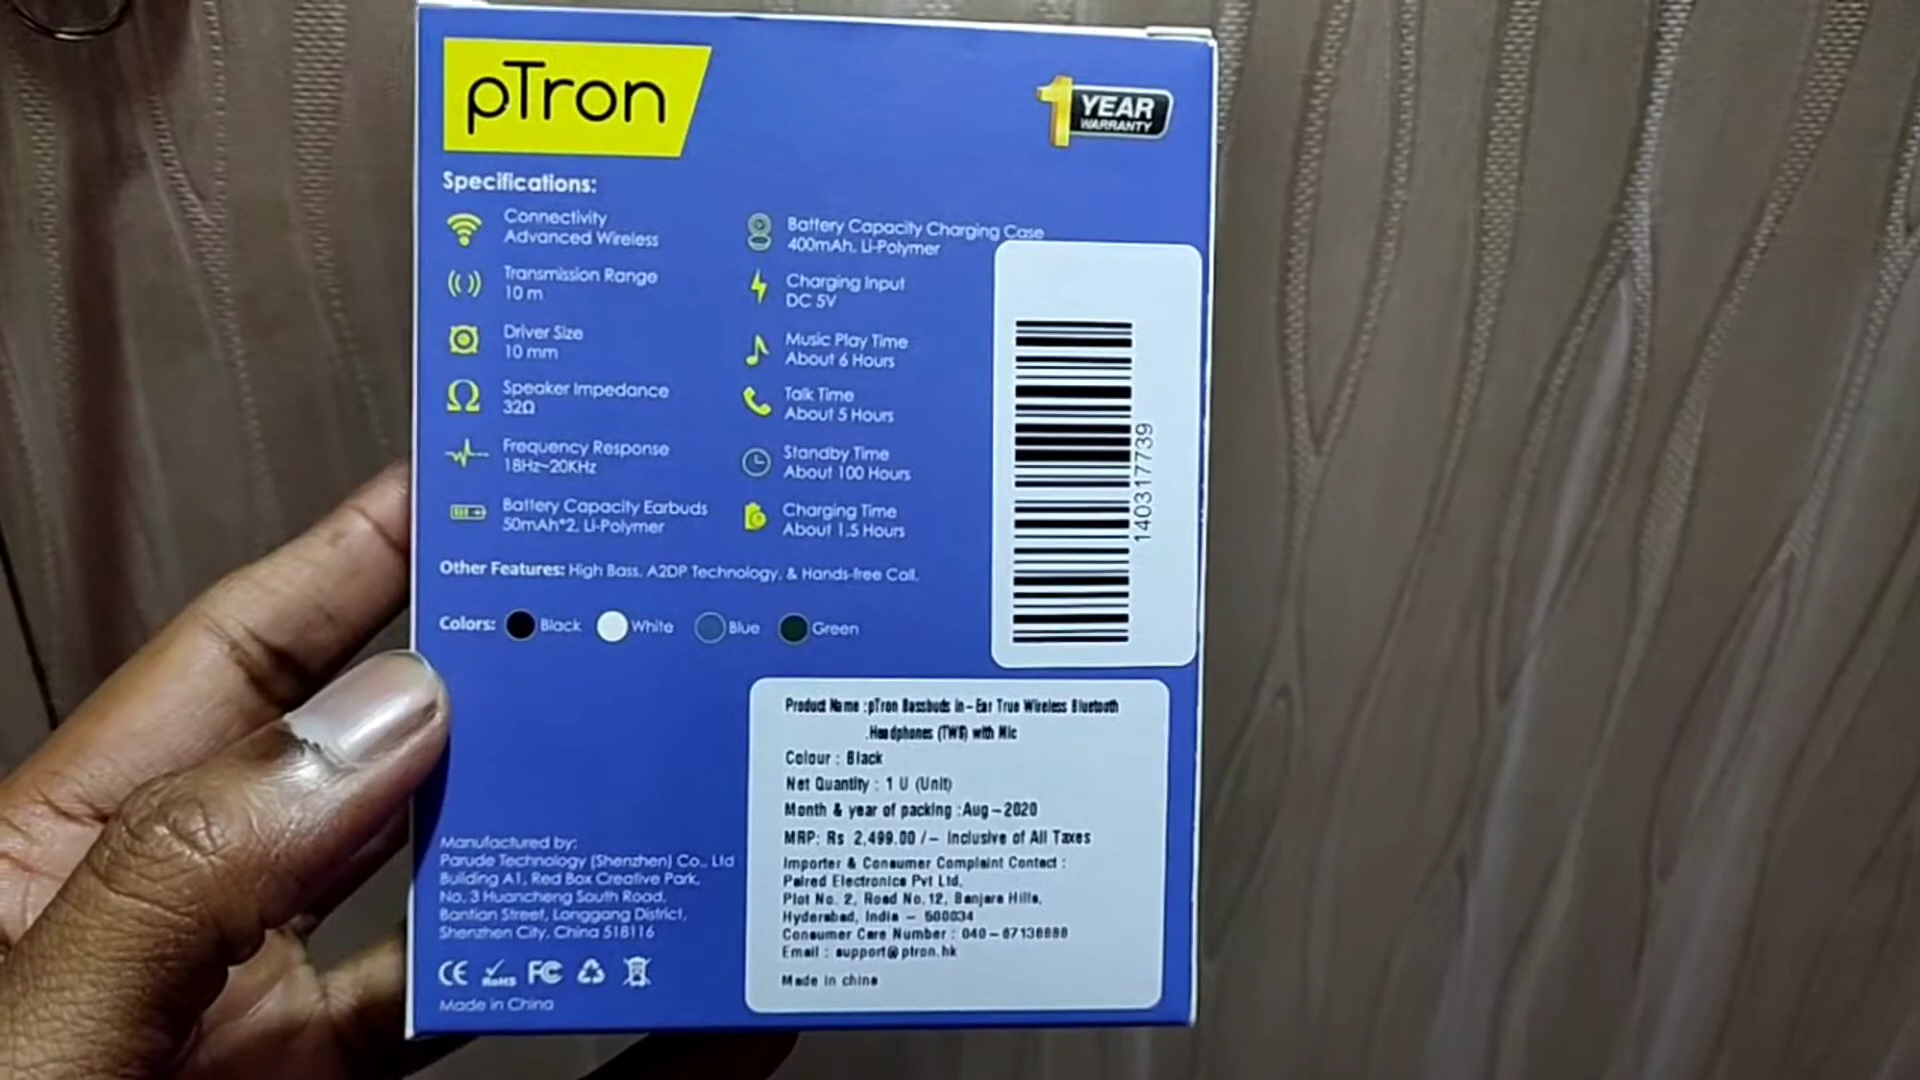 pTron
1 YEAR
WARRANTY
Specifications:
Connectivity
Advanced Wireless
Transmission Range
10 m
Driver Size
10 mm
Speaker Impedance
32Ω
Frequency Response
18Hz~20KHz
Battery Capacity Earbuds
50mAh*2, Li-Polymer
Battery Capacity Charging Case
400mAh, Li-Polymer
Charging Input
DC 5V
Music Play Time
About 6 Hours
Talk Time
About 5 Hours
Standby Time
About 100 Hours
Charging Time
About 1.5 Hours
Other Features: High Bass, A2DP Technology, & Hands-free Call.
Colors: Black White Blue Green
140317739
Product Name :pTron Bassbuds in-Ear True Wireless Bluetooth
.Headphones (TWS) with Mic
Colour : Black
Net Quantity : 1 U (Unit)
Month & year of packing :Aug-2020
MRP: Rs 2,499.00 /- Inclusive of All Taxes
Importer & Consumer Complaint Contact :
Palred Electronics Pvt Ltd,
Plot No. 2, Road No.12, Banjara Hills,
Hyderabad, India - 500034
Consumer Care Number : 040-67138888
Email : support@ptron.hk
Made in china
Manufactured by:
Parude Technology (Shenzhen) Co., Ltd
Building A1, Red Box Creative Park,
No. 3 Huancheng South Road,
Bantian Street, Longgang District,
Shenzhen City, China 518116
CE RoHS FC
Made in China